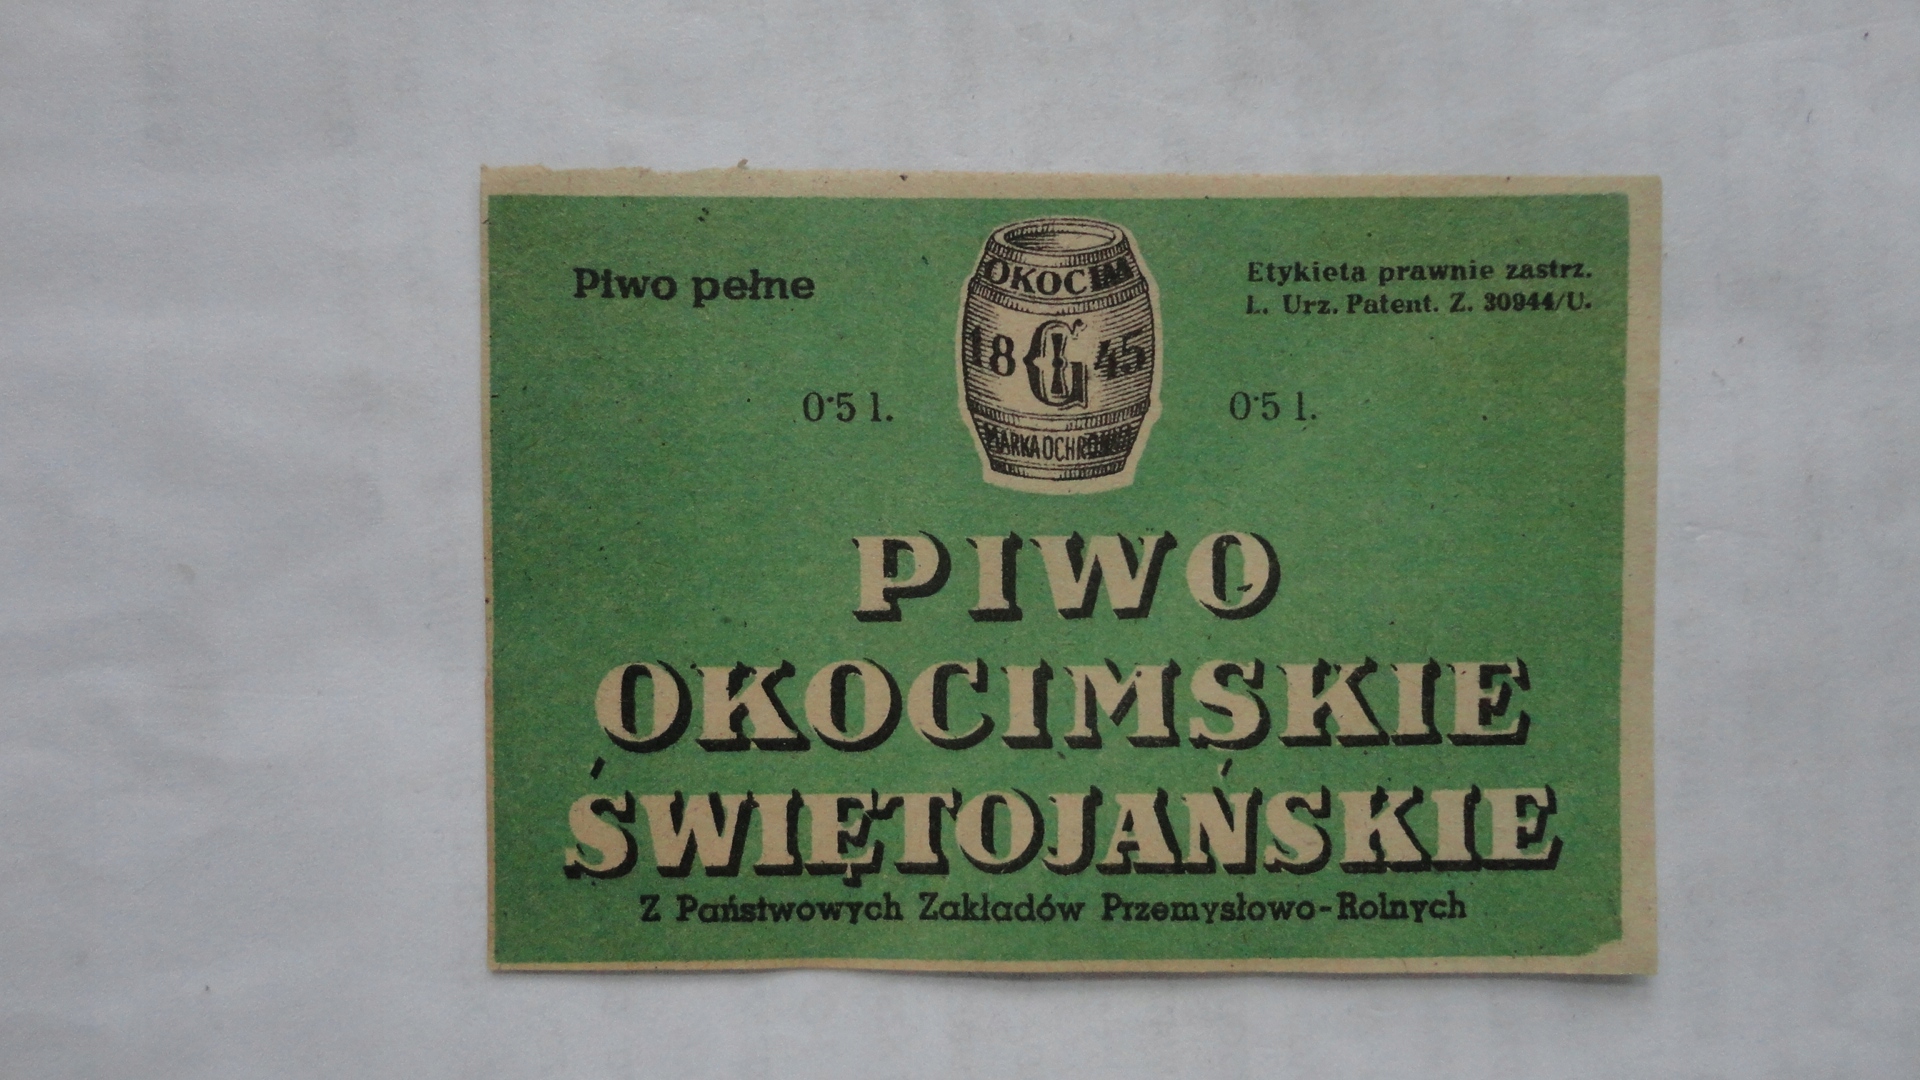 Piwo pełne
Etykieta prawnie zastrz.
L. Urz. Patent. Z. 30944/U.
OKOCIM
18 G 45
MARKA OCHRONNA
0·5 l.
0·5 l.
PIWO
OKOCIMSKIE
ŚWIĘTOJAŃSKIE
Z Państwowych Zakładów Przemysłowo-Rolnych